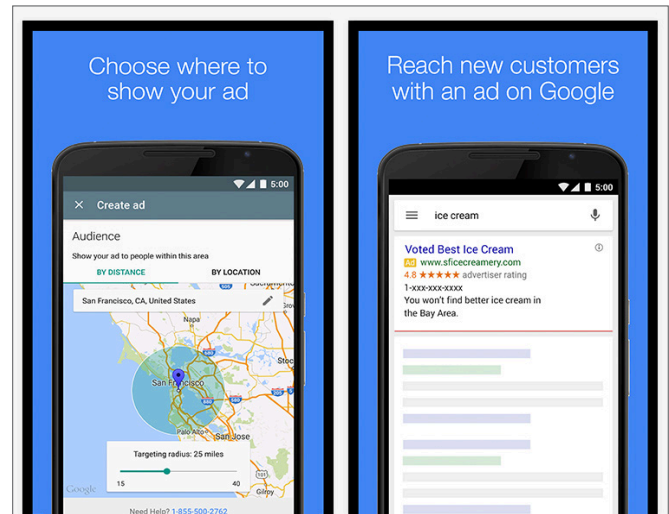 Choose where to
show your ad
5:00
× Create ad
Audience
Show your ad to people within this area
BY DISTANCE BY LOCATION
San Francisco, CA, United States
Napa
San Francisco
Palo Alto
San Jose
Targeting radius: 25 miles
15 40
Google
101
Gilroy
Need Help? 1-855-500-2762
Reach new customers
with an ad on Google
5:00
ice cream
Voted Best Ice Cream
Ad www.sficecreamery.com
4.8 ★★★★★ advertiser rating
1-xxx-xxx-xxxx
You won't find better ice cream in
the Bay Area.